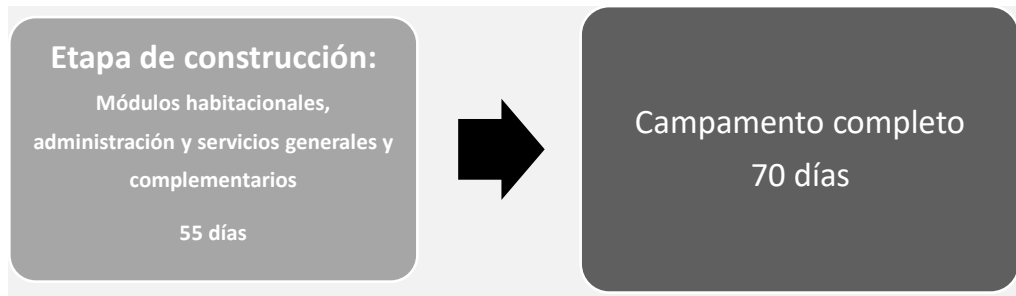 Etapa de construcción:
Módulos habitacionales,
administración y servicios generales y
complementarios
55 días
Campamento completo
70 días